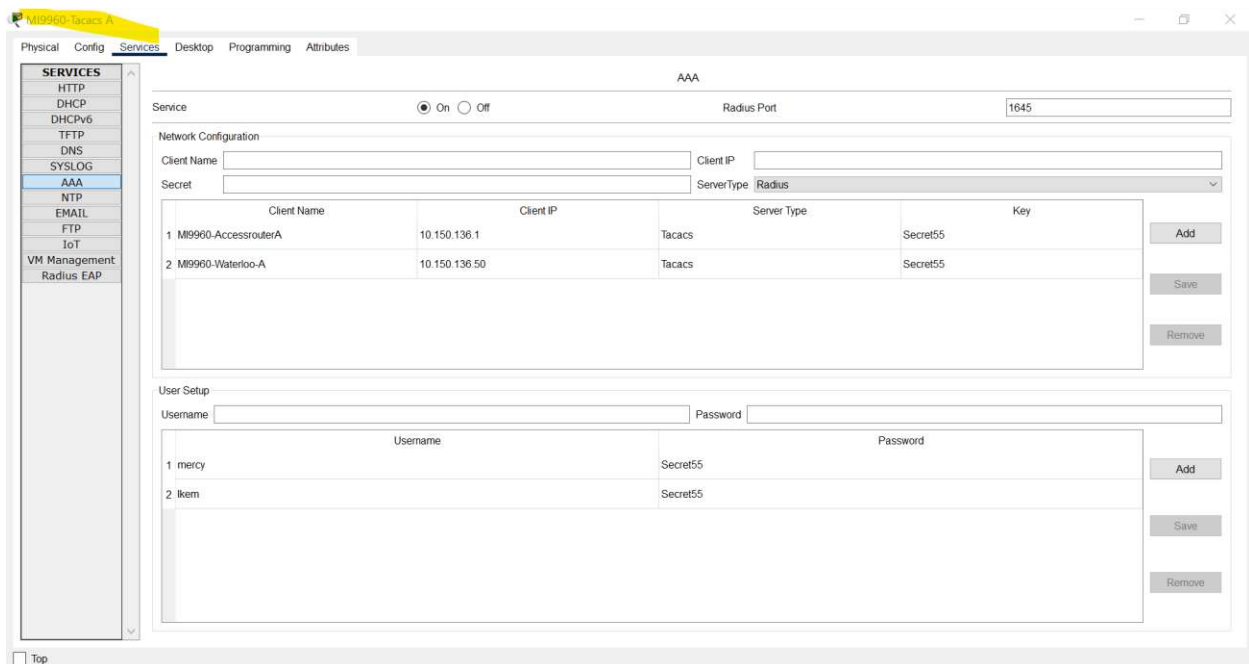 MI9960-Tacacs A
Physical Config Services Desktop Programming Attributes
SERVICES
HTTP
DHCP
DHCPv6
TFTP
DNS
SYSLOG
AAA
NTP
EMAIL
FTP
IoT
VM Management
Radius EAP
AAA
Service On Off Radius Port 1645
Network Configuration
Client Name Client IP
Secret ServerType Radius
Client Name Client IP Server Type Key
1 MI9960-AccessrouterA 10.150.136.1 Tacacs Secret55
2 MI9960-Waterloo-A 10.150.136.50 Tacacs Secret55
Add
Save
Remove
User Setup
Username Password
Username Password
1 mercy Secret55
2 Ikem Secret55
Add
Save
Remove
Top